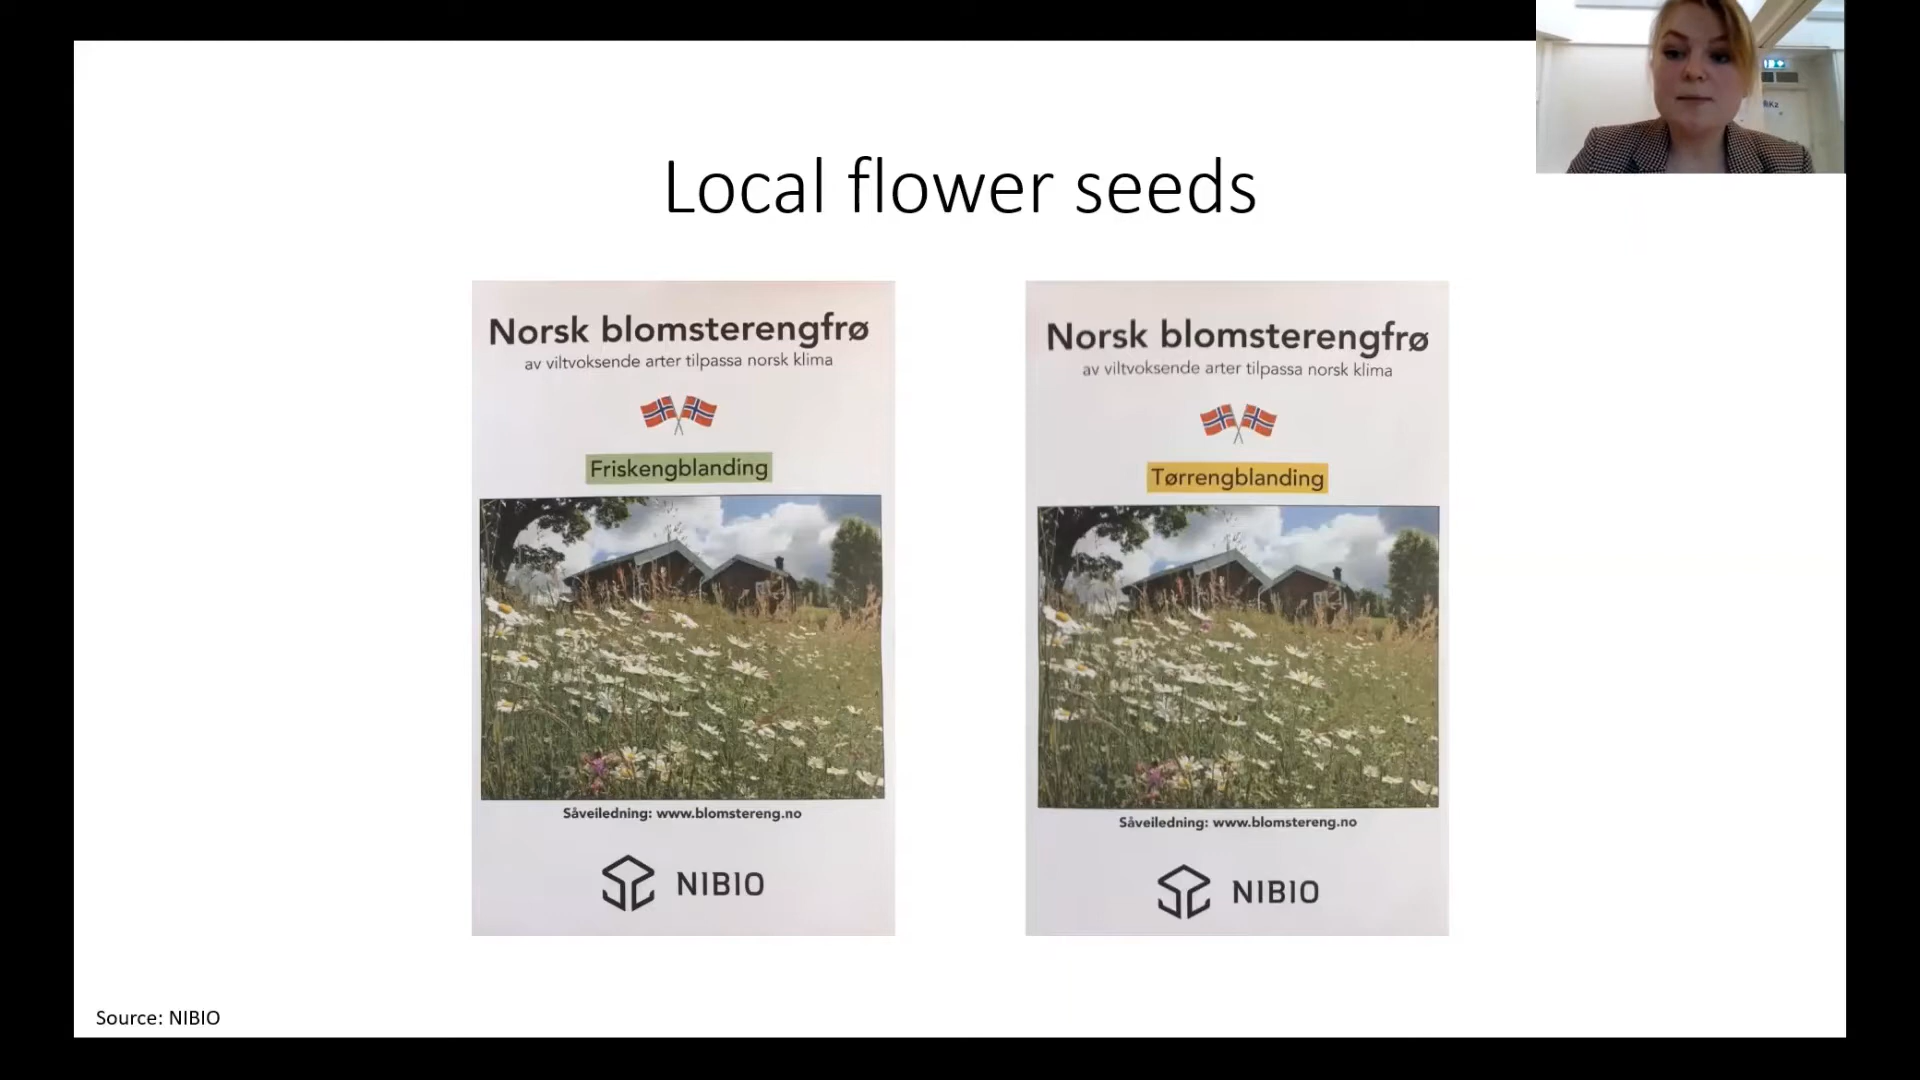 Local flower seeds
Norsk blomsterengfrø
av viltvoksende arter tilpassa norsk klima
Friskengblanding
Såveiledning: www.blomstereng.no
NIBIO
Norsk blomsterengfrø
av viltvoksende arter tilpassa norsk klima
Tørrengblanding
Såveiledning: www.blomstereng.no
NIBIO
Source: NIBIO